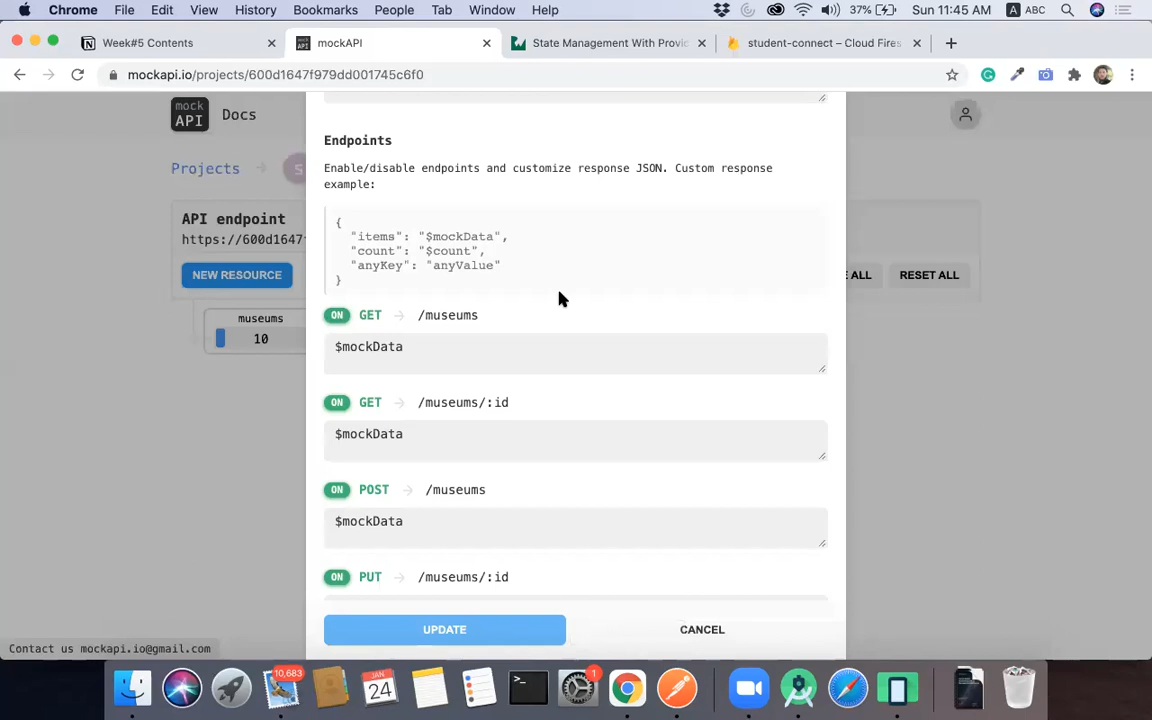 Chrome File Edit View History Bookmarks People Tab Window Help 37% Sun 11:45 AM A ABC
Week#5 Contents mockAPI State Management With Provid student-connect – Cloud Fires
mockapi.io/projects/600d1647f979dd001745c6f0
mock API Docs
Endpoints
Projects S
Enable/disable endpoints and customize response JSON. Custom response
example:
API endpoint
https://600d1647f
{
"items": "$mockData",
"count": "$count",
"anyKey": "anyValue"
}
NEW RESOURCE ALL RESET ALL
museums
10
ON GET /museums
$mockData
ON GET /museums/:id
$mockData
ON POST /museums
$mockData
ON PUT /museums/:id
UPDATE CANCEL
Contact us mockapi.io@gmail.com
10,683
JAN
24
1